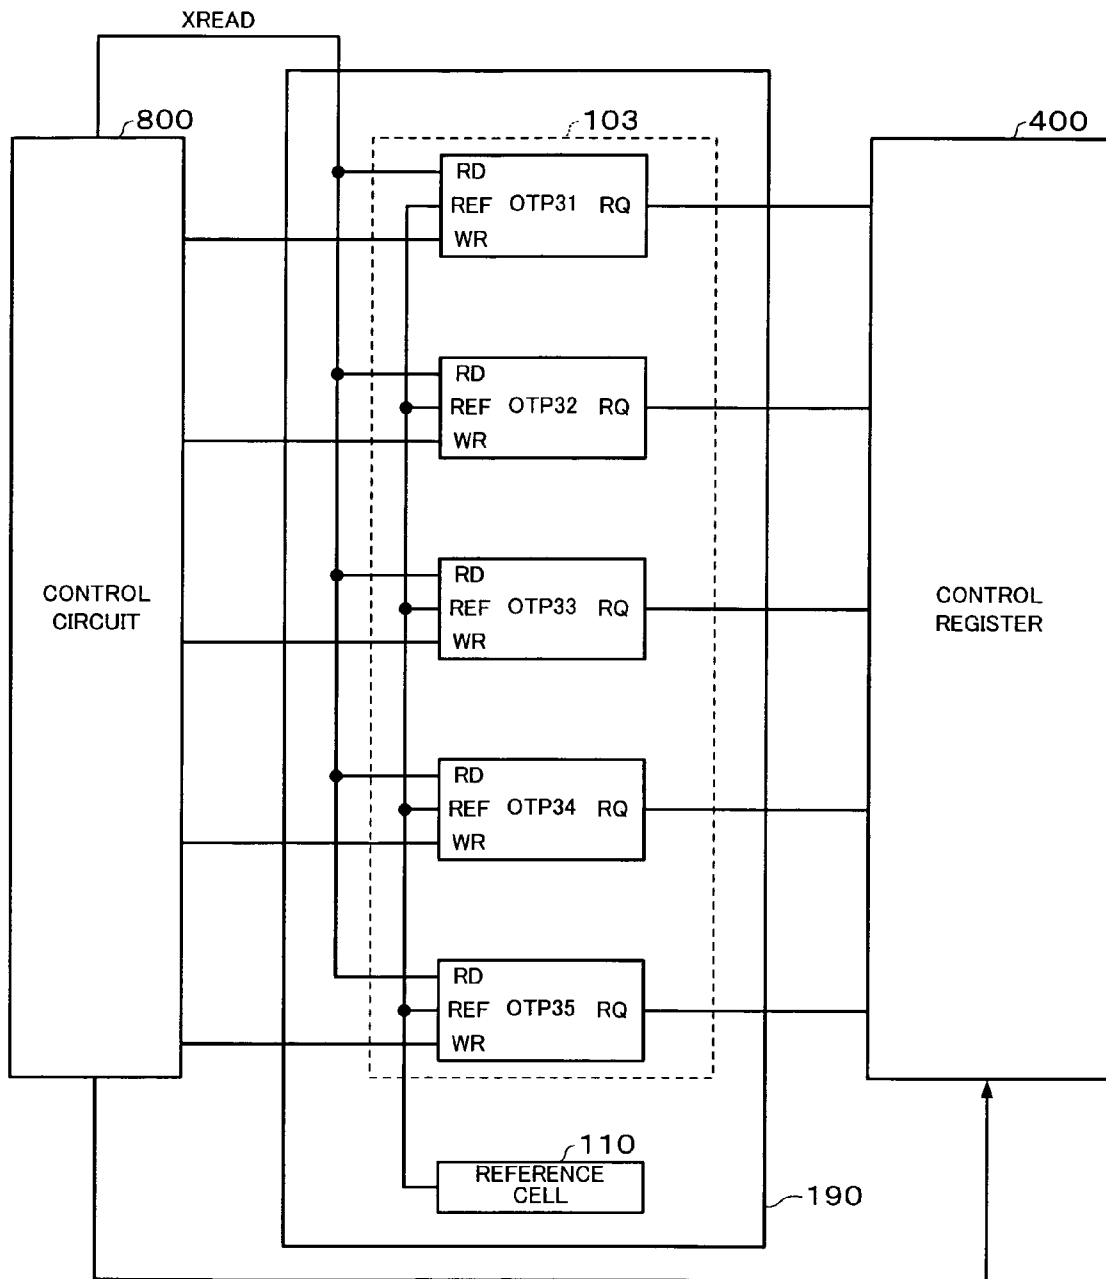 XREAD
800
103
400
RD
REF OTP31 RQ
WR
RD
REF OTP32 RQ
WR
RD
REF OTP33 RQ
WR
CONTROL
CIRCUIT
CONTROL
REGISTER
RD
REF OTP34 RQ
WR
RD
REF OTP35 RQ
WR
110
REFERENCE
CELL
190